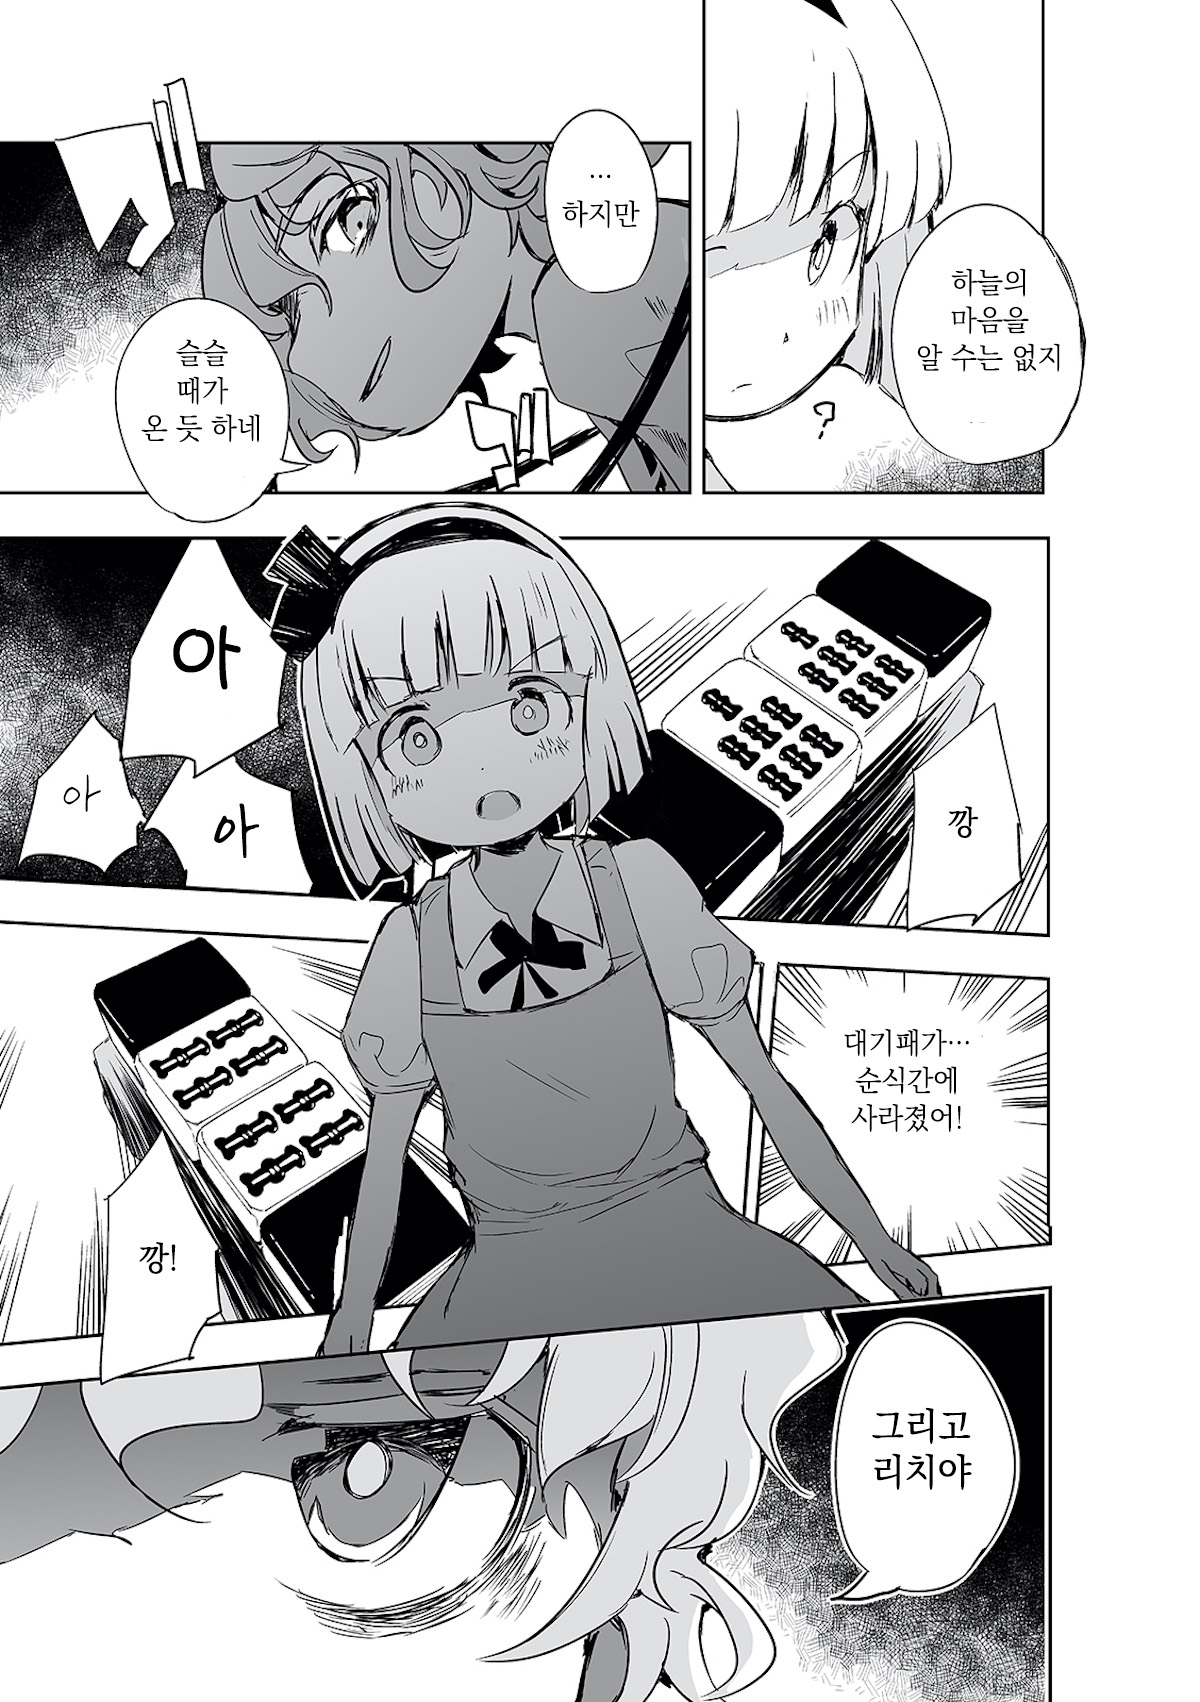 하늘의
마음을
알 수는 없지
?
…
하지만
슬슬
때가
온 듯 하네
깡
아
아
아
대기패가…
순식간에
사라졌어!
깡!
그리고
리치야